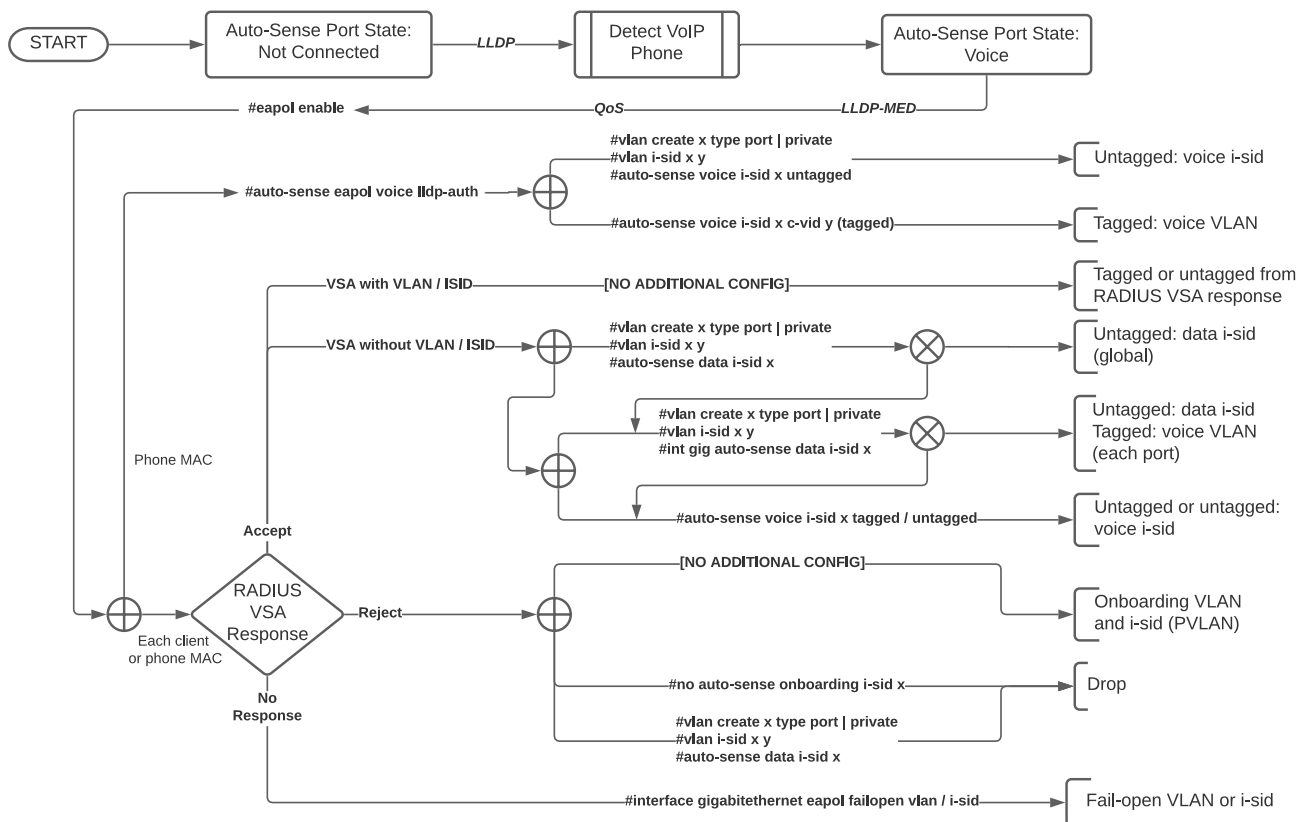 START
Auto-Sense Port State:
Not Connected
LLDP
Detect VoIP
Phone
Auto-Sense Port State:
Voice
#eapol enable
QoS
LLDP-MED
#vlan create x type port | private
#vlan i-sid x y
#auto-sense voice i-sid x untagged
Untagged: voice i-sid
#auto-sense eapol voice lldp-auth
#auto-sense voice i-sid x c-vid y (tagged)
Tagged: voice VLAN
VSA with VLAN / ISID
[NO ADDITIONAL CONFIG]
Tagged or untagged from
RADIUS VSA response
VSA without VLAN / ISID
#vlan create x type port | private
#vlan i-sid x y
#auto-sense data i-sid x
Untagged: data i-sid
(global)
#vlan create x type port | private
#vlan i-sid x y
#int gig auto-sense data i-sid x
Untagged: data i-sid
Tagged: voice VLAN
(each port)
Phone MAC
#auto-sense voice i-sid x tagged / untagged
Untagged or untagged:
voice i-sid
Accept
RADIUS
VSA
Response
Each client
or phone MAC
Reject
[NO ADDITIONAL CONFIG]
Onboarding VLAN
and i-sid (PVLAN)
#no auto-sense onboarding i-sid x
Drop
No
Response
#vlan create x type port | private
#vlan i-sid x y
#auto-sense data i-sid x
#interface gigabitethernet eapol failopen vlan / i-sid
Fail-open VLAN or i-sid